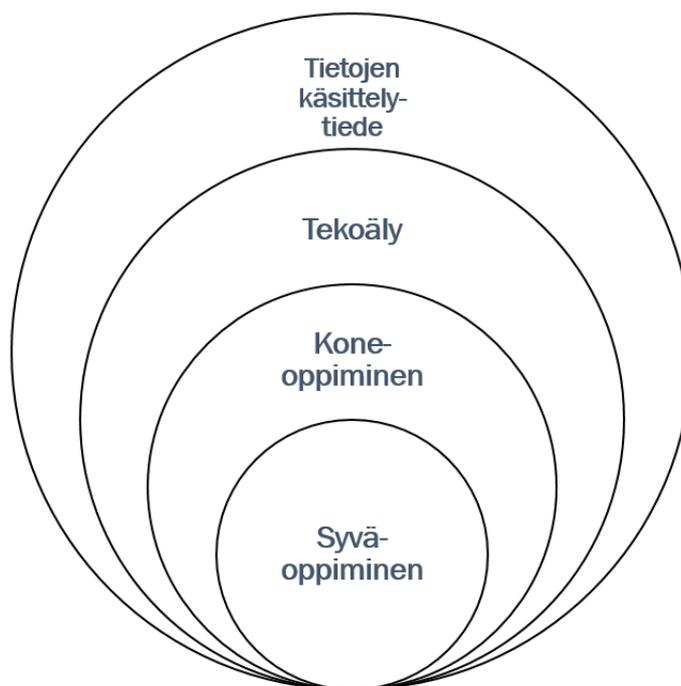 Tietojen
käsittely-
tiede
Tekoäly
Kone-
oppiminen
Syvä-
oppiminen